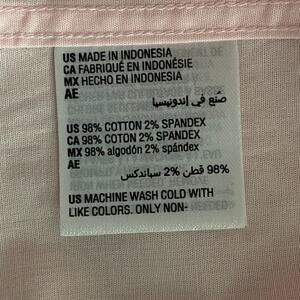 US MADE IN INDONESIA
CA FABRIQUÉ EN INDONÉSIE
MX HECHO EN INDONESIA
AE
صُنع في إندونيسيا
US 98% COTTON 2% SPANDEX
CA 98% COTON 2% SPANDEX
MX 98% algodón 2% spándex
AE
98% قطن 2% سباندكس
US MACHINE WASH COLD WITH
LIKE COLORS. ONLY NON-